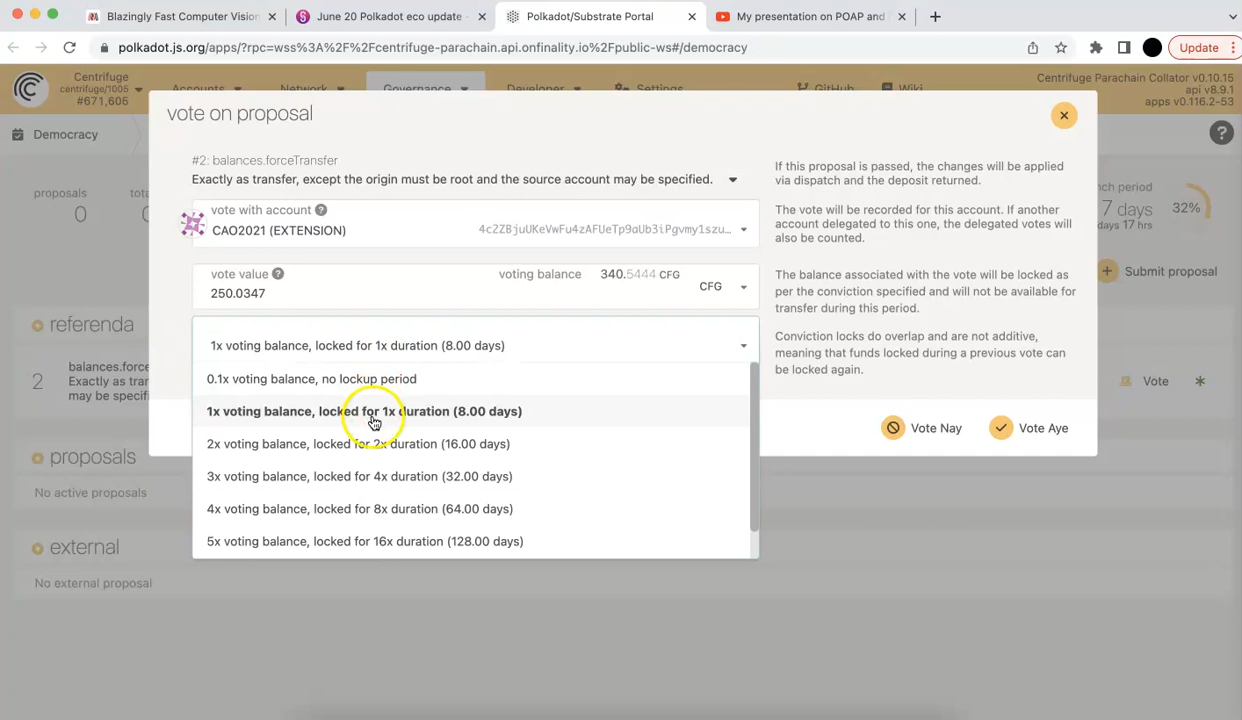 Blazingly Fast Computer Vision
June 20 Polkadot eco update
Polkadot/Substrate Portal
My presentation on POAP and
polkadot.js.org/apps/?rpc=wss%3A%2F%2Fcentrifuge-parachain.api.onfinality.io%2Fpublic-ws#/democracy
Update
Centrifuge
centrifuge/1005
#671,606
Accounts
Network
Governance
Developer
Settings
GitHub
Wiki
Centrifuge Parachain Collator v0.10.15
api v8.9.1
apps v0.116.2-53
Democracy
vote on proposal
#2: balances.forceTransfer
Exactly as transfer, except the origin must be root and the source account may be specified.
If this proposal is passed, the changes will be applied
via dispatch and the deposit returned.
proposals
0
vote with account
CAO2021 (EXTENSION)
4c2ZBjuUKeVwFu4zAFUeTp9aUb3iPgvmy1szu…
The vote will be recorded for this account. If another
account delegated to this one, the delegated votes will
also be counted.
7 days
32%
vote value
250.0347
voting balance
340.5444 CFG
CFG
The balance associated with the vote will be locked as
per the conviction specified and will not be available for
transfer during this period.
Submit proposal
referenda
1x voting balance, locked for 1x duration (8.00 days)
Conviction locks do overlap and are not additive,
meaning that funds locked during a previous vote can
be locked again.
2
balances.forc
Exactly as tran
may be specifi
0.1x voting balance, no lockup period
1x voting balance, locked for 1x duration (8.00 days)
2x voting balance, locked for 2x duration (16.00 days)
3x voting balance, locked for 4x duration (32.00 days)
4x voting balance, locked for 8x duration (64.00 days)
5x voting balance, locked for 16x duration (128.00 days)
Vote
Vote Nay
Vote Aye
proposals
No active proposals
external
No external proposal